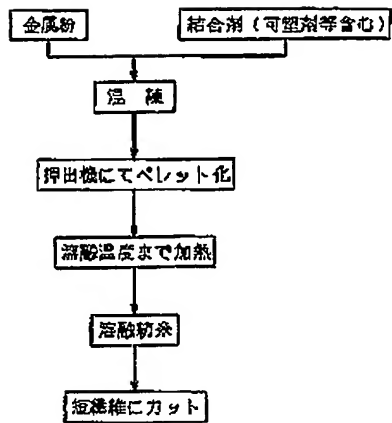 金属粉
結合剤（可塑剤等含む）
混練
押出機にてペレット化
溶融温度まで加熱
溶融紡糸
短繊維にカット